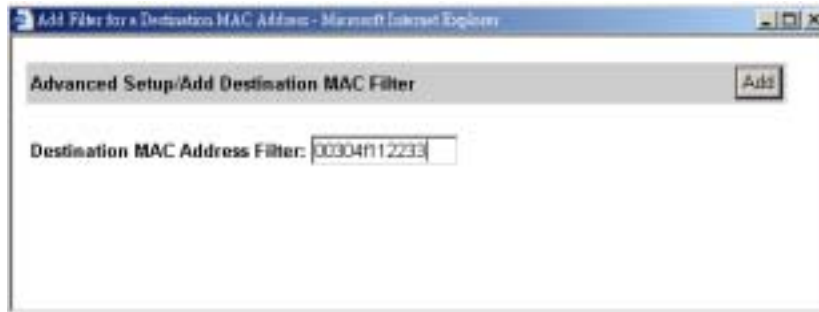 Add Filter for a Destination MAC Address - Microsoft Internet Explorer
Advanced Setup/Add Destination MAC Filter
Add
Destination MAC Address Filter: 00304f112233